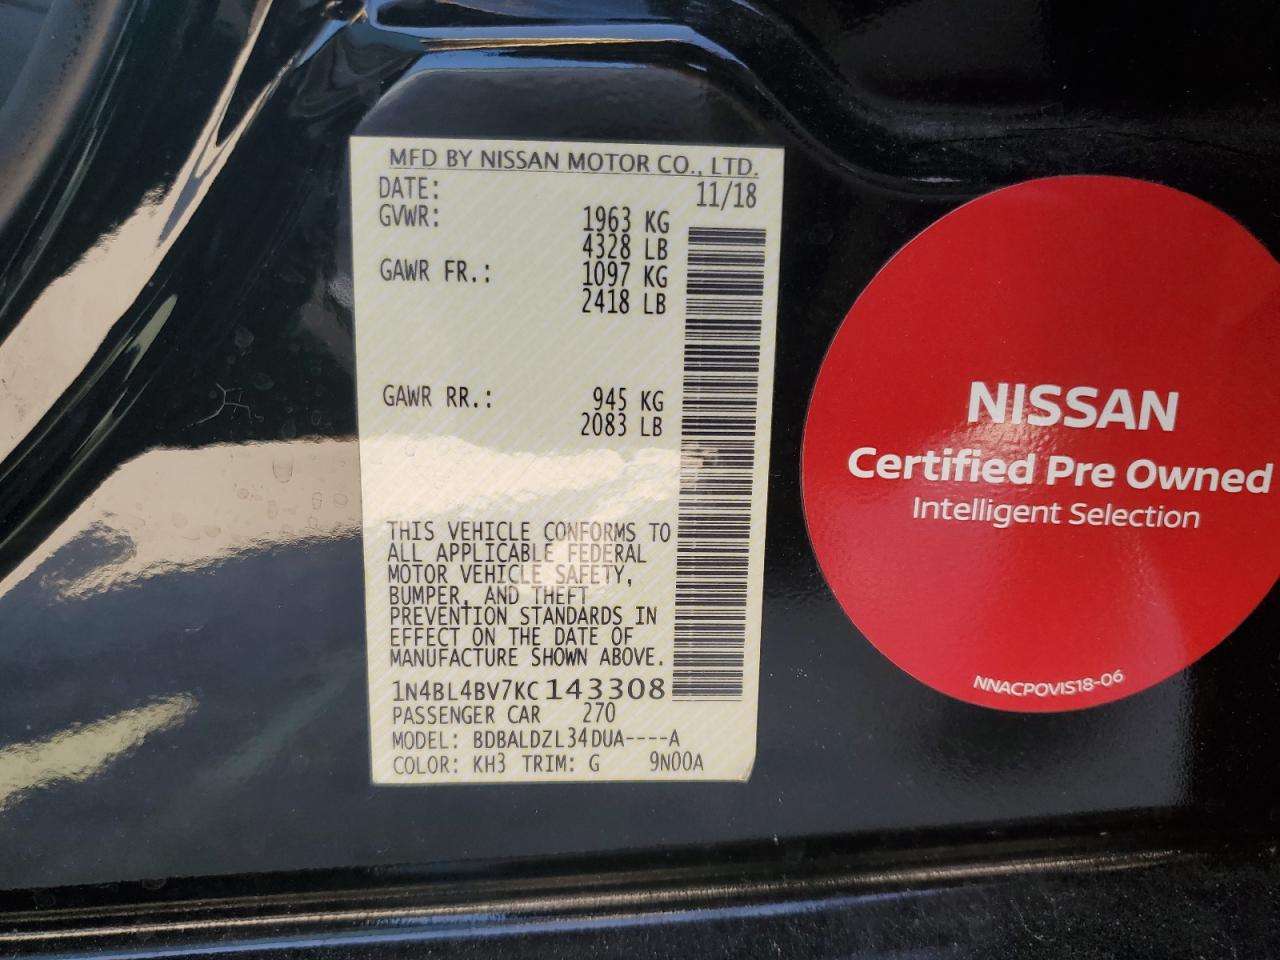 MFD BY NISSAN MOTOR CO., LTD.
DATE: 11/18
GVWR: 1963 KG
4328 LB
GAWR FR.: 1097 KG
2418 LB
GAWR RR.: 945 KG
2083 LB
THIS VEHICLE CONFORMS TO
ALL APPLICABLE FEDERAL
MOTOR VEHICLE SAFETY,
BUMPER, AND THEFT
PREVENTION STANDARDS IN
EFFECT ON THE DATE OF
MANUFACTURE SHOWN ABOVE.
1N4BL4BV7KC143308
PASSENGER CAR 270
MODEL: BDBALDZL34DUA----A
COLOR: KH3 TRIM: G 9N00A
NISSAN
Certified Pre Owned
Intelligent Selection
NNACPOVIS18-06